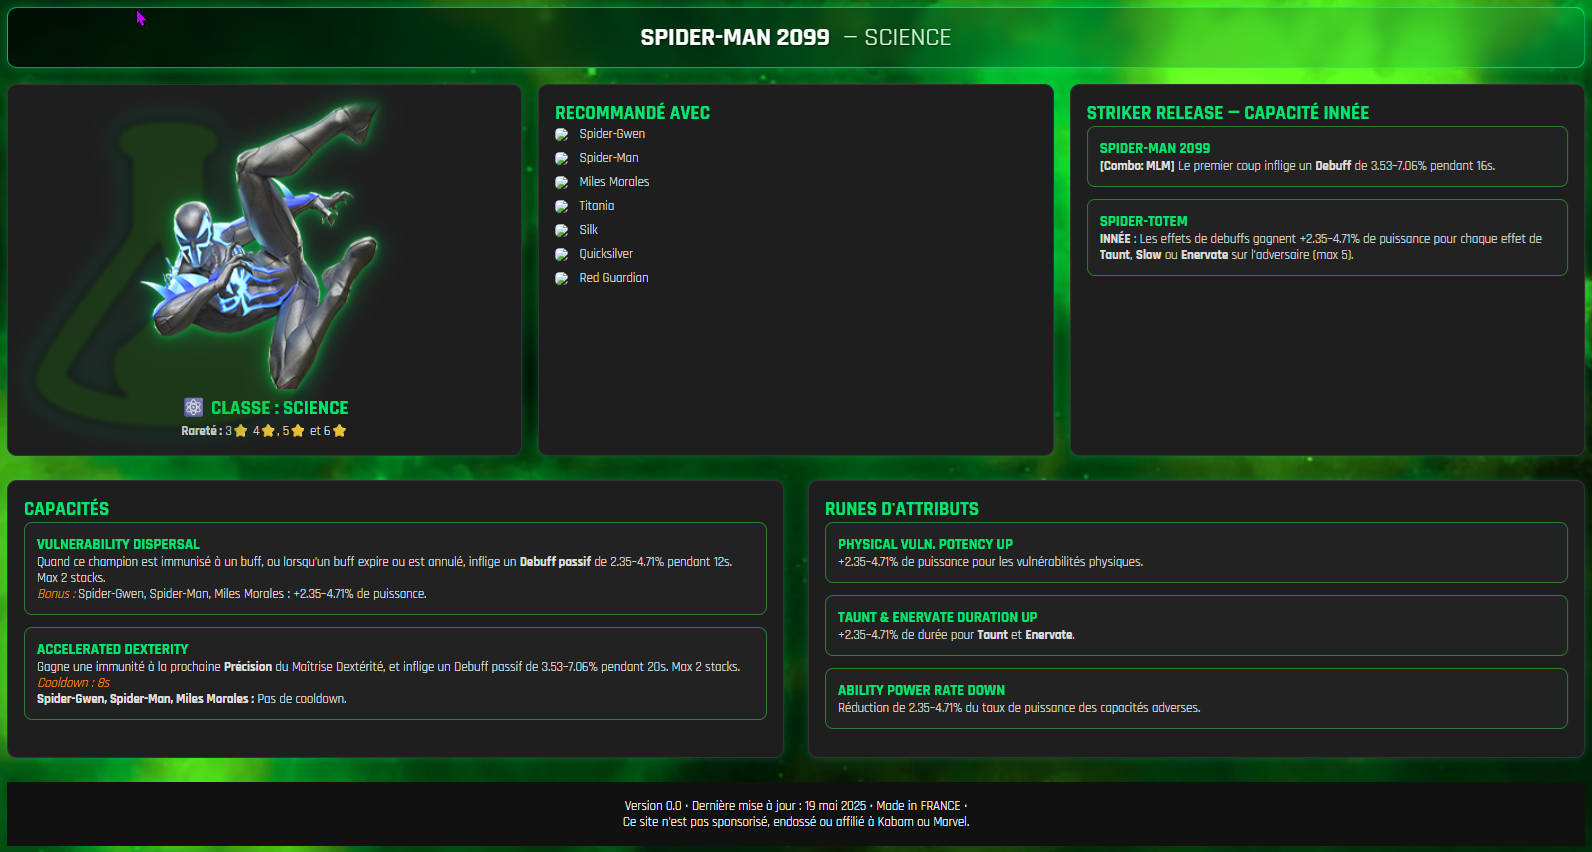 SPIDER-MAN 2099 – SCIENCE
CLASSE : SCIENCE
Rareté : 3⭐ 4⭐, 5⭐ et 6⭐
RECOMMANDÉ AVEC
Spider-Gwen
Spider-Man
Miles Morales
Titania
Silk
Quicksilver
Red Guardian
STRIKER RELEASE – CAPACITÉ INNÉE
SPIDER-MAN 2099
[Combo: MLM] Le premier coup inflige un Debuff de 3.53–7.06% pendant 16s.
SPIDER-TOTEM
INNÉE : Les effets de debuffs gagnent +2.35–4.71% de puissance pour chaque effet de
Taunt, Slow ou Enervate sur l'adversaire (max 5).
CAPACITÉS
VULNERABILITY DISPERSAL
Quand ce champion est immunisé à un buff, ou lorsqu'un buff expire ou est annulé, inflige un Debuff passif de 2.35–4.71% pendant 12s.
Max 2 stacks.
Bonus : Spider-Gwen, Spider-Man, Miles Morales : +2.35–4.71% de puissance.
ACCELERATED DEXTERITY
Gagne une immunité à la prochaine Précision du Maîtrise Dextérité, et inflige un Debuff passif de 3.53–7.06% pendant 20s. Max 2 stacks.
Cooldown : 8s
Spider-Gwen, Spider-Man, Miles Morales : Pas de cooldown.
RUNES D'ATTRIBUTS
PHYSICAL VULN. POTENCY UP
+2.35–4.71% de puissance pour les vulnérabilités physiques.
TAUNT & ENERVATE DURATION UP
+2.35–4.71% de durée pour Taunt et Enervate.
ABILITY POWER RATE DOWN
Réduction de 2.35–4.71% du taux de puissance des capacités adverses.
Version 0.0 • Dernière mise à jour : 19 mai 2025 • Made in FRANCE •
Ce site n'est pas sponsorisé, endossé ou affilié à Kabam ou Marvel.